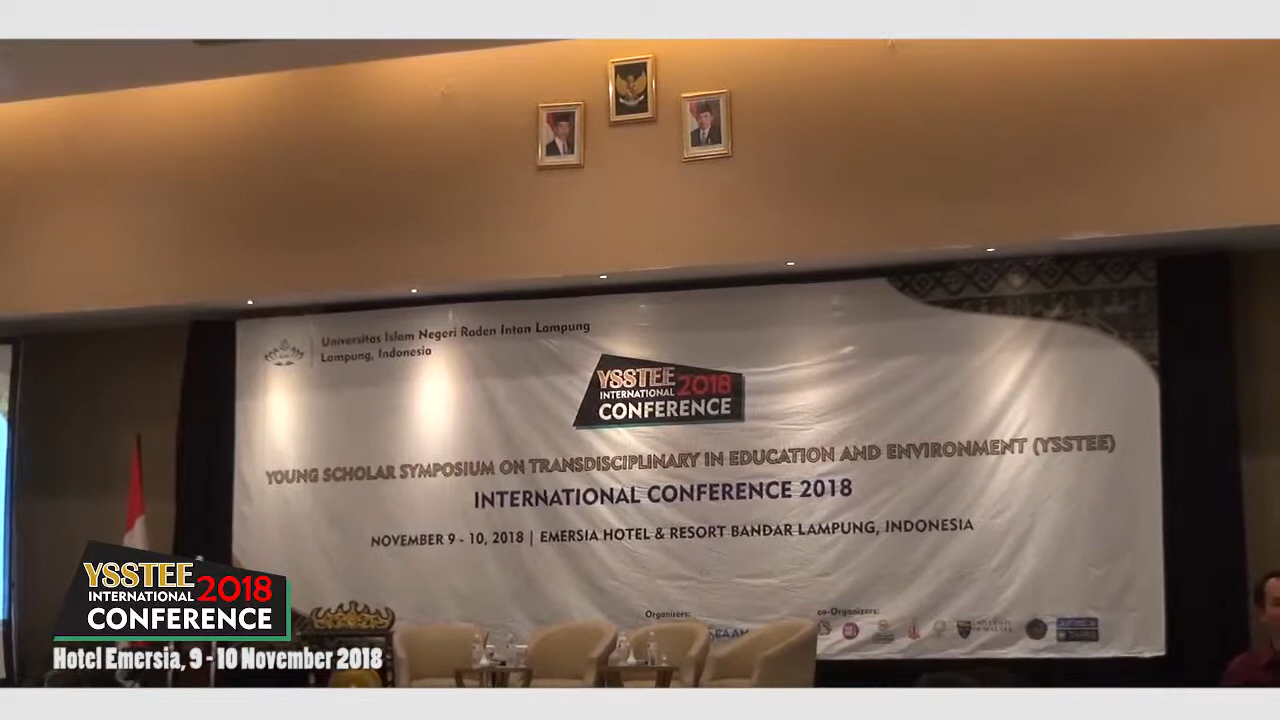 Universitas Islam Negeri Raden Intan Lampung
Lampung, Indonesia
YSSTEE
INTERNATIONAL 2018
CONFERENCE
YOUNG SCHOLAR SYMPOSIUM ON TRANSDISCIPLINARY IN EDUCATION AND ENVIRONMENT (YSSTEE)
INTERNATIONAL CONFERENCE 2018
NOVEMBER 9 - 10, 2018 | EMERSIA HOTEL & RESORT BANDAR LAMPUNG, INDONESIA
Organizers:
co-Organizers:
YSSTEE
INTERNATIONAL 2018
CONFERENCE
Hotel Emersia, 9 - 10 November 2018